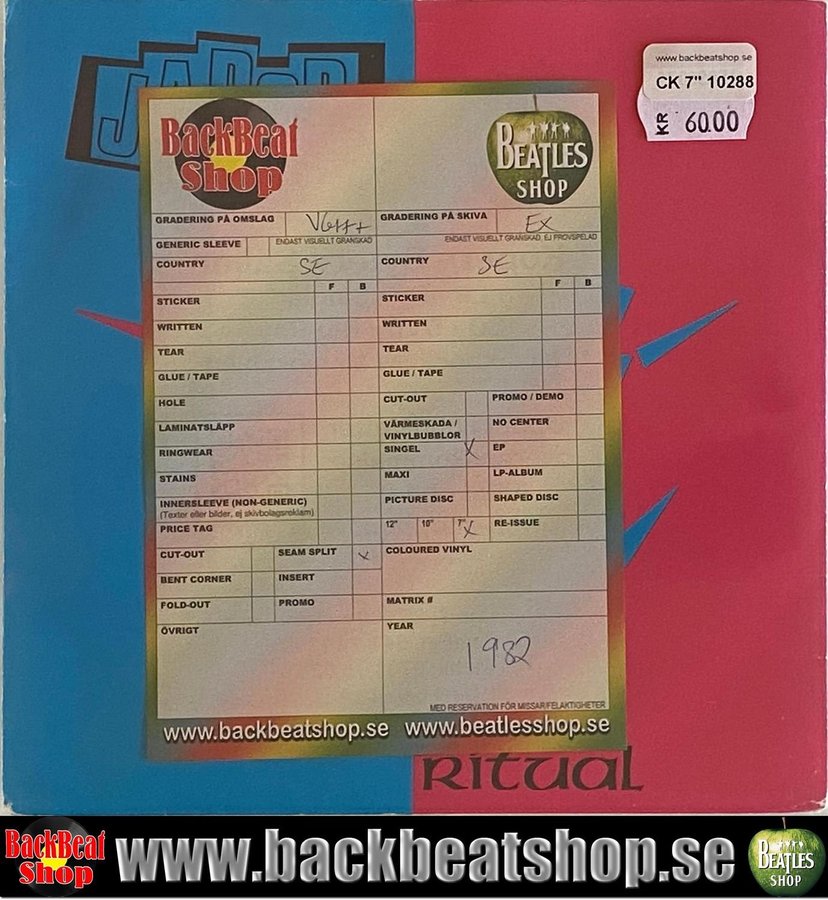 www.backbeatshop.se
CK 7" 10288
KR 60.00
BackBeat Shop
BEATLES SHOP
GRADERING PÅ OMSLAG VG+++
GRADERING PÅ SKIVA EX
GENERIC SLEEVE
ENDAST VISUELLT GRANSKAD
ENDAST VISUELLT GRANSKAD, EJ PROVSPELAD
COUNTRY SE
COUNTRY SE
F B
F B
STICKER
STICKER
WRITTEN
WRITTEN
TEAR
TEAR
GLUE / TAPE
GLUE / TAPE
HOLE
CUT-OUT
PROMO / DEMO
LAMINATSLÄPP
VÄRMESKADA /
VINYLBUBBLOR
NO CENTER
RINGWEAR
SINGEL X
EP
STAINS
MAXI
LP-ALBUM
INNERSLEEVE (NON-GENERIC)
(Texter eller bilder, ej skivbolagsreklam)
PICTURE DISC
SHAPED DISC
PRICE TAG
12" 10" 7" X
RE-ISSUE
CUT-OUT
SEAM SPLIT X
COLOURED VINYL
BENT CORNER
INSERT
FOLD-OUT
PROMO
MATRIX #
ÖVRIGT
YEAR
1982
MED RESERVATION FÖR MISSAR/FELAKTIGHETER
www.backbeatshop.se www.beatlesshop.se
RITUAL
BackBeat Shop
www.backbeatshop.se
BEATLES SHOP